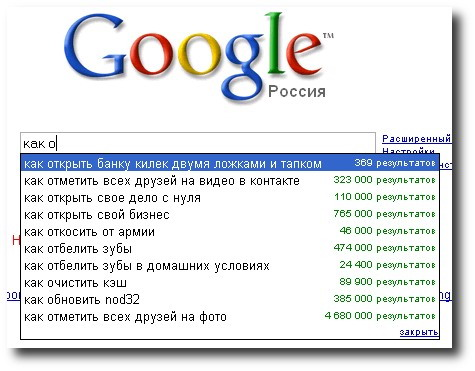 Google™
Россия
как о
Расширенный
Настройки
как открыть банку килек двумя ложками и тапком 369 результатов
как отметить всех друзей на видео в контакте 323 000 результатов
как открыть свое дело с нуля 110 000 результатов
как открыть свой бизнес 765 000 результатов
как откосить от армии 46 000 результатов
как отбелить зубы 474 000 результатов
как отбелить зубы в домашних условиях 24 400 результатов
как очистить кэш 89 900 результатов
как обновить nod32 385 000 результатов
как отметить всех друзей на фото 4 680 000 результатов
закрыть